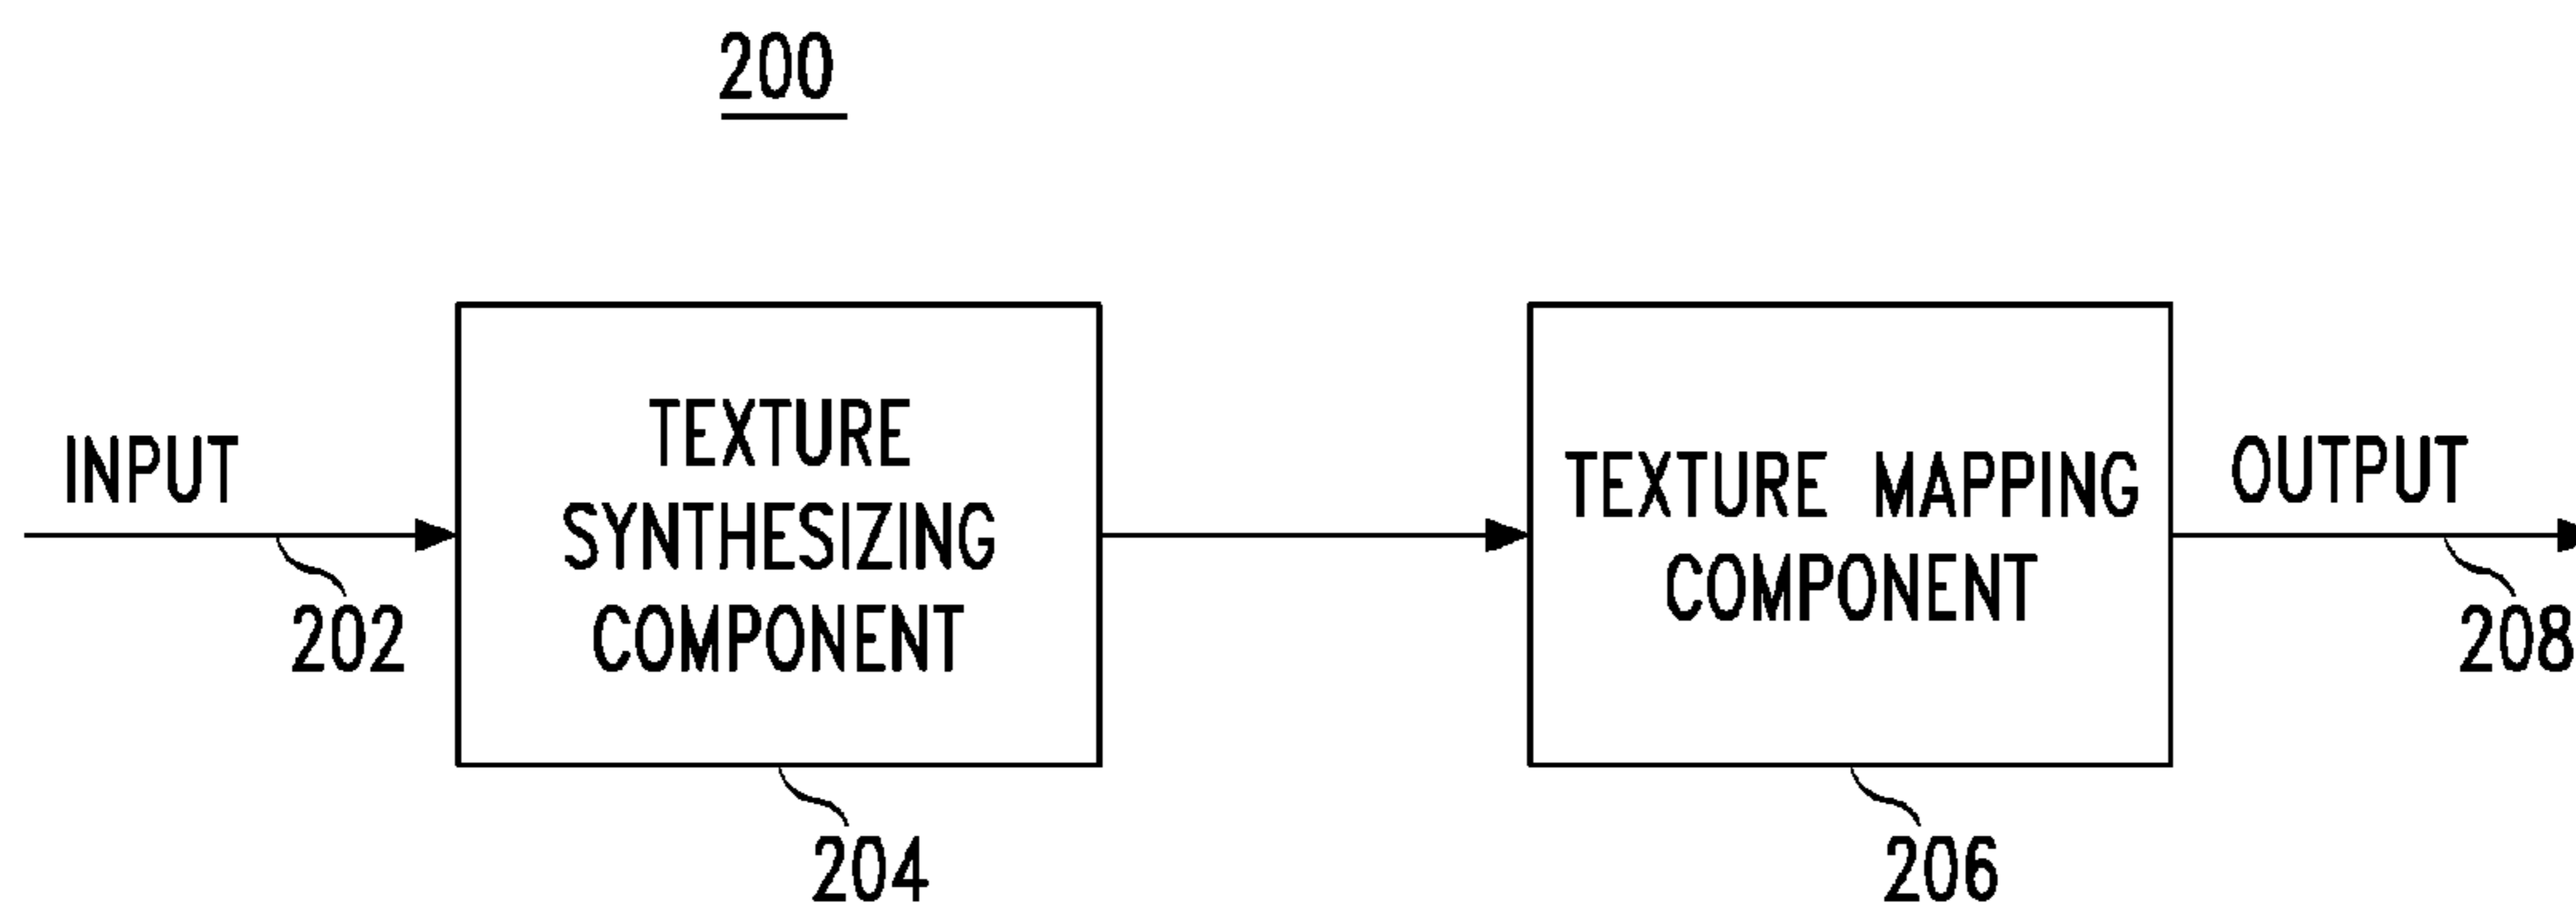 200
INPUT
202
TEXTURE
SYNTHESIZING
COMPONENT
204
TEXTURE MAPPING
COMPONENT
206
OUTPUT
208